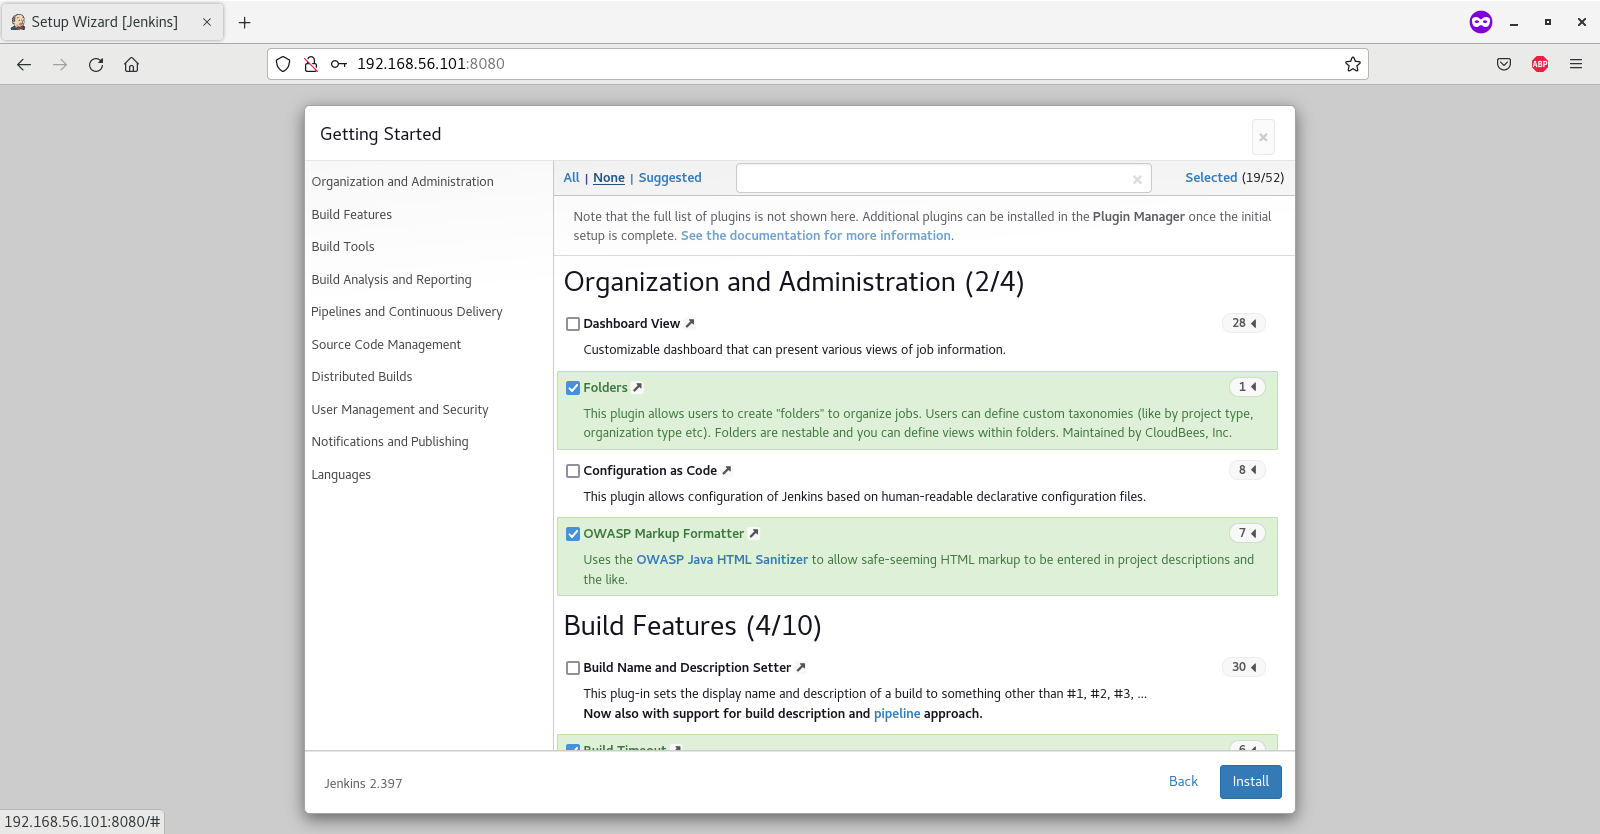 Setup Wizard [Jenkins]
192.168.56.101:8080
ABP
Getting Started
Organization and Administration
Build Features
Build Tools
Build Analysis and Reporting
Pipelines and Continuous Delivery
Source Code Management
Distributed Builds
User Management and Security
Notifications and Publishing
Languages
All | None | Suggested
Selected (19/52)
Note that the full list of plugins is not shown here. Additional plugins can be installed in the Plugin Manager once the initial
setup is complete. See the documentation for more information.
Organization and Administration (2/4)
Dashboard View 28
Customizable dashboard that can present various views of job information.
Folders 1
This plugin allows users to create "folders" to organize jobs. Users can define custom taxonomies (like by project type,
organization type etc). Folders are nestable and you can define views within folders. Maintained by CloudBees, Inc.
Configuration as Code 8
This plugin allows configuration of Jenkins based on human-readable declarative configuration files.
OWASP Markup Formatter 7
Uses the OWASP Java HTML Sanitizer to allow safe-seeming HTML markup to be entered in project descriptions and
the like.
Build Features (4/10)
Build Name and Description Setter 30
This plug-in sets the display name and description of a build to something other than #1, #2, #3, ...
Now also with support for build description and pipeline approach.
Build Timeout 6
Jenkins 2.397
Back
Install
192.168.56.101:8080/#